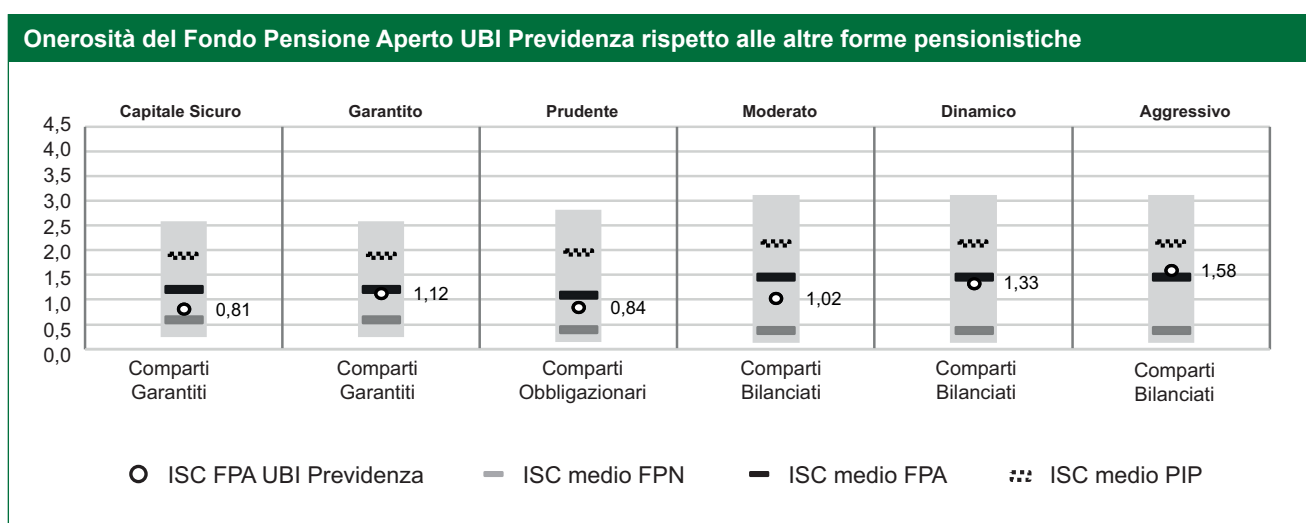 Onerosità del Fondo Pensione Aperto UBI Previdenza rispetto alle altre forme pensionistiche
Capitale Sicuro Garantito Prudente Moderato Dinamico Aggressivo
4,5
4,0
3,5
3,0
2,5
2,0
1,5
1,0
0,5
0,0
0,81 1,12 0,84 1,02 1,33 1,58
Comparti Comparti Comparti Comparti Comparti Comparti
Garantiti Garantiti Obbligazionari Bilanciati Bilanciati Bilanciati
ISC FPA UBI Previdenza ISC medio FPN ISC medio FPA ISC medio PIP